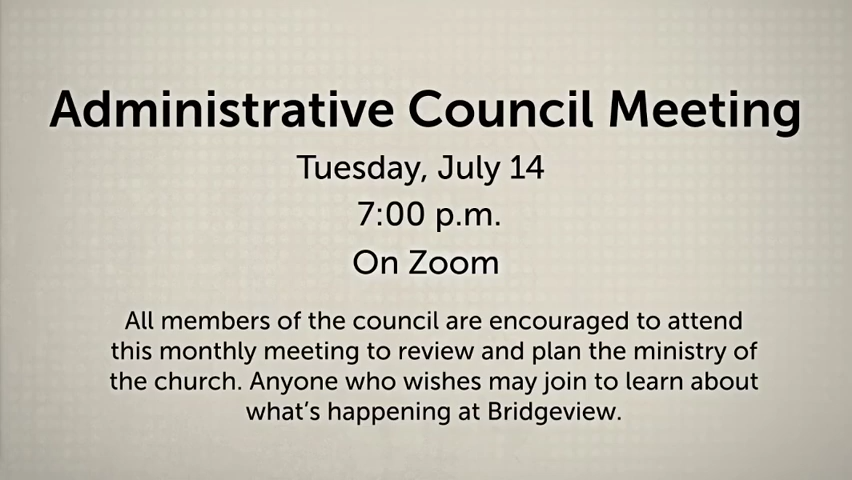 Administrative Council Meeting
Tuesday, July 14
7:00 p.m.
On Zoom
All members of the council are encouraged to attend
this monthly meeting to review and plan the ministry of
the church. Anyone who wishes may join to learn about
what’s happening at Bridgeview.